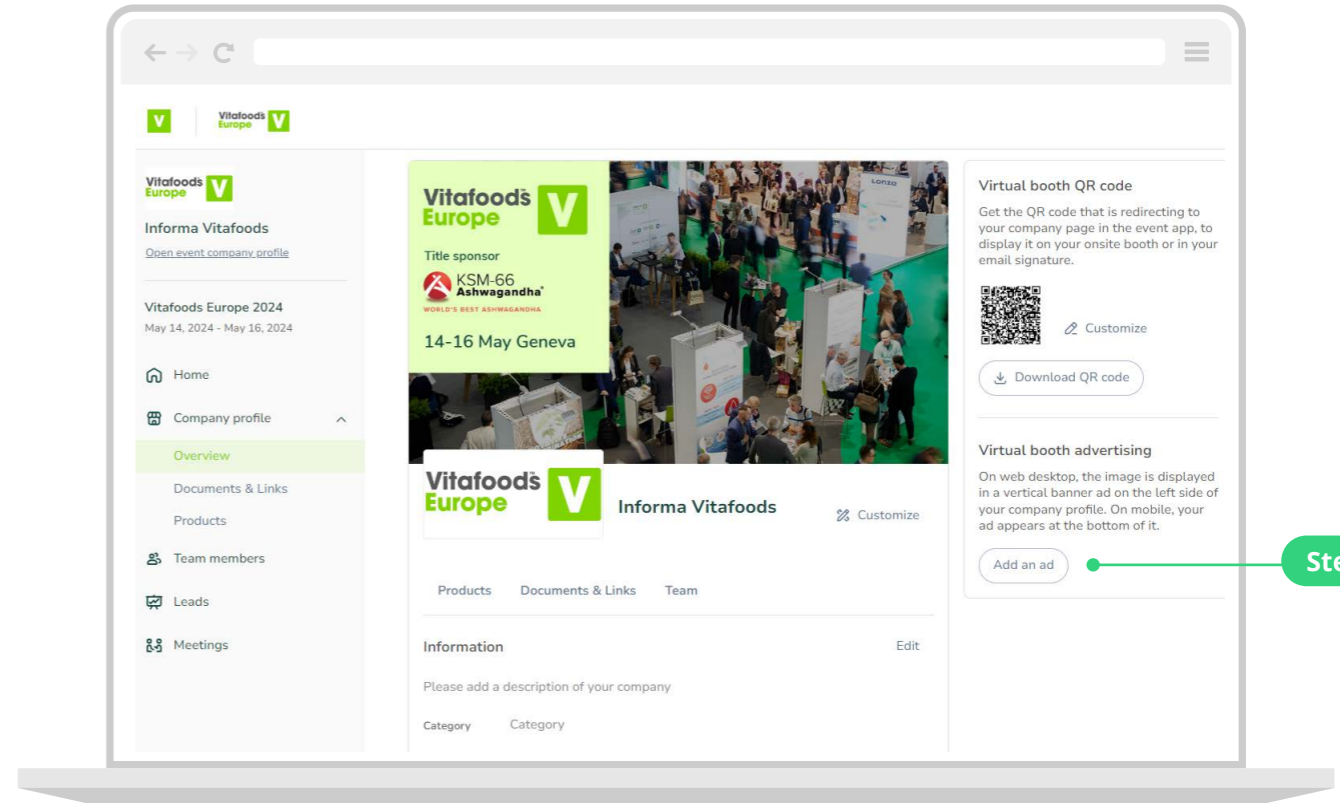 V
Vitafoods
Europe V
Vitafoods
Europe V
Informa Vitafoods
Open event company profile
Vitafoods Europe 2024
May 14, 2024 - May 16, 2024
Home
Company profile
Overview
Documents & Links
Products
Team members
Leads
Meetings
Vitafoods
Europe V
Title sponsor
KSM-66
Ashwagandha
WORLD'S BEST ASHWAGANDHA
14-16 May Geneva
Lonza
Vitafoods
Europe V
Informa Vitafoods
Customize
Products Documents & Links Team
Information Edit
Please add a description of your company
Category Category
Virtual booth QR code
Get the QR code that is redirecting to
your company page in the event app, to
display it on your onsite booth or in your
email signature.
Customize
Download QR code
Virtual booth advertising
On web desktop, the image is displayed
in a vertical banner ad on the left side of
your company profile. On mobile, your
ad appears at the bottom of it.
Add an ad
Ste